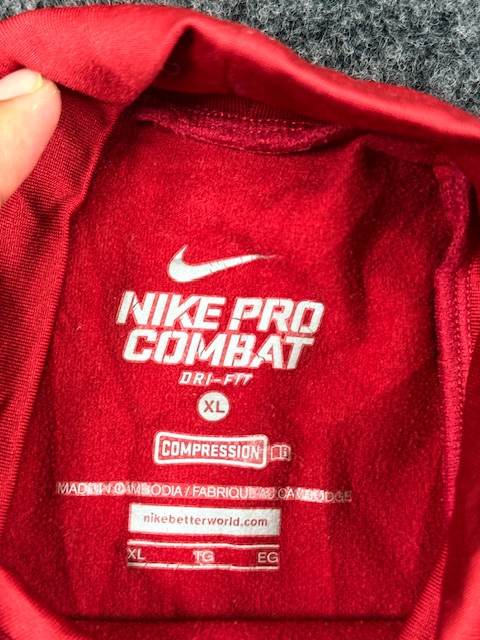 NIKE PRO
COMBAT
DRI-FIT
XL
COMPRESSION
MADE IN CAMBODIA / FABRIQUÉ AU CAMBODGE
nikebetterworld.com
XL TG EG